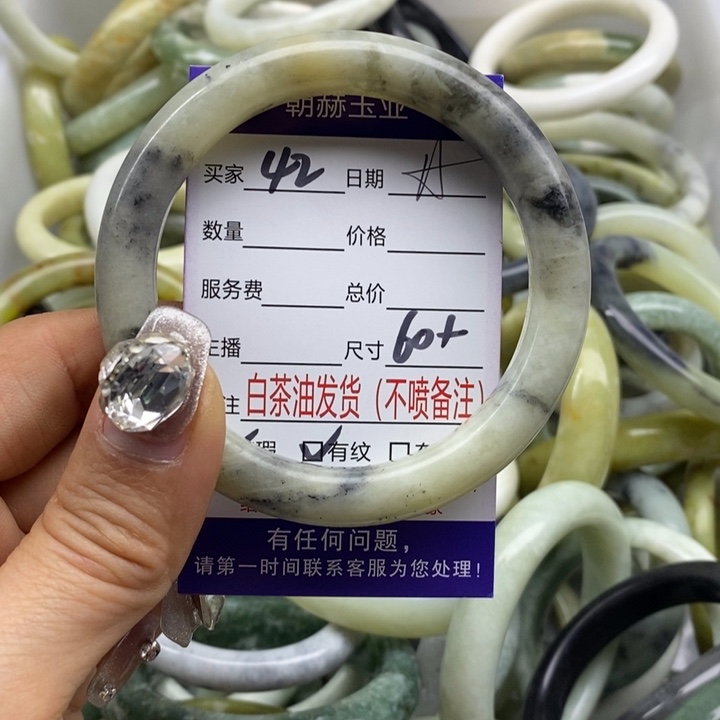 朝赫玉业
买家 42 日期
数量 价格
服务费 总价
主播 尺寸 60+
注 白茶油发货（不喷备注）
瑕 有纹
有任何问题，
请第一时间联系客服为您处理！